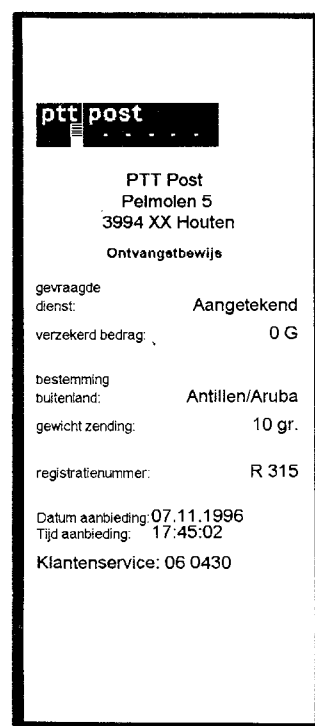 ptt post
PTT Post
Pelmolen 5
3994 XX Houten
Ontvangstbewijs
gevraagde
dienst: Aangetekend
verzekerd bedrag: 0 G
bestemming
buitenland: Antillen/Aruba
gewicht zending: 10 gr.
registratienummer: R 315
Datum aanbieding: 07.11.1996
Tijd aanbieding: 17:45:02
Klantenservice: 06 0430